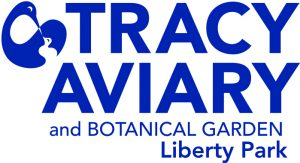 TRACY
AVIARY
and BOTANICAL GARDEN
Liberty Park